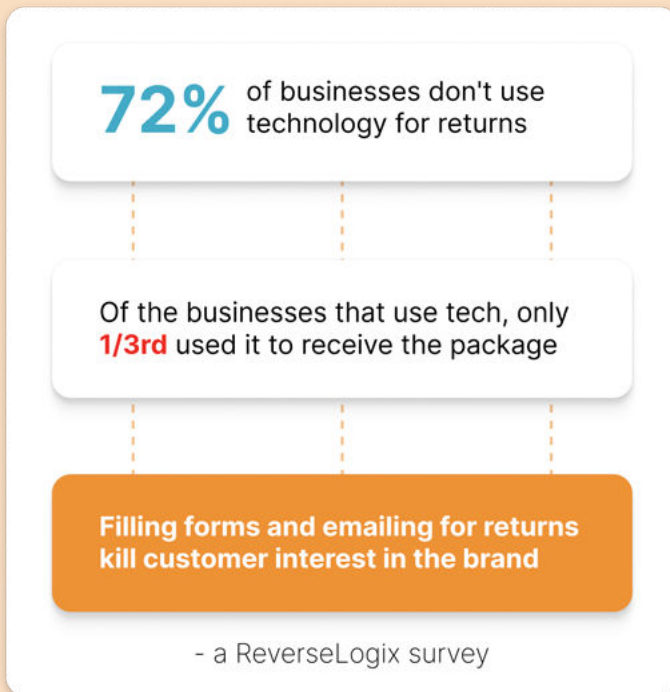 72% of businesses don't use
technology for returns
Of the businesses that use tech, only
1/3rd used it to receive the package
Filling forms and emailing for returns
kill customer interest in the brand
- a ReverseLogix survey